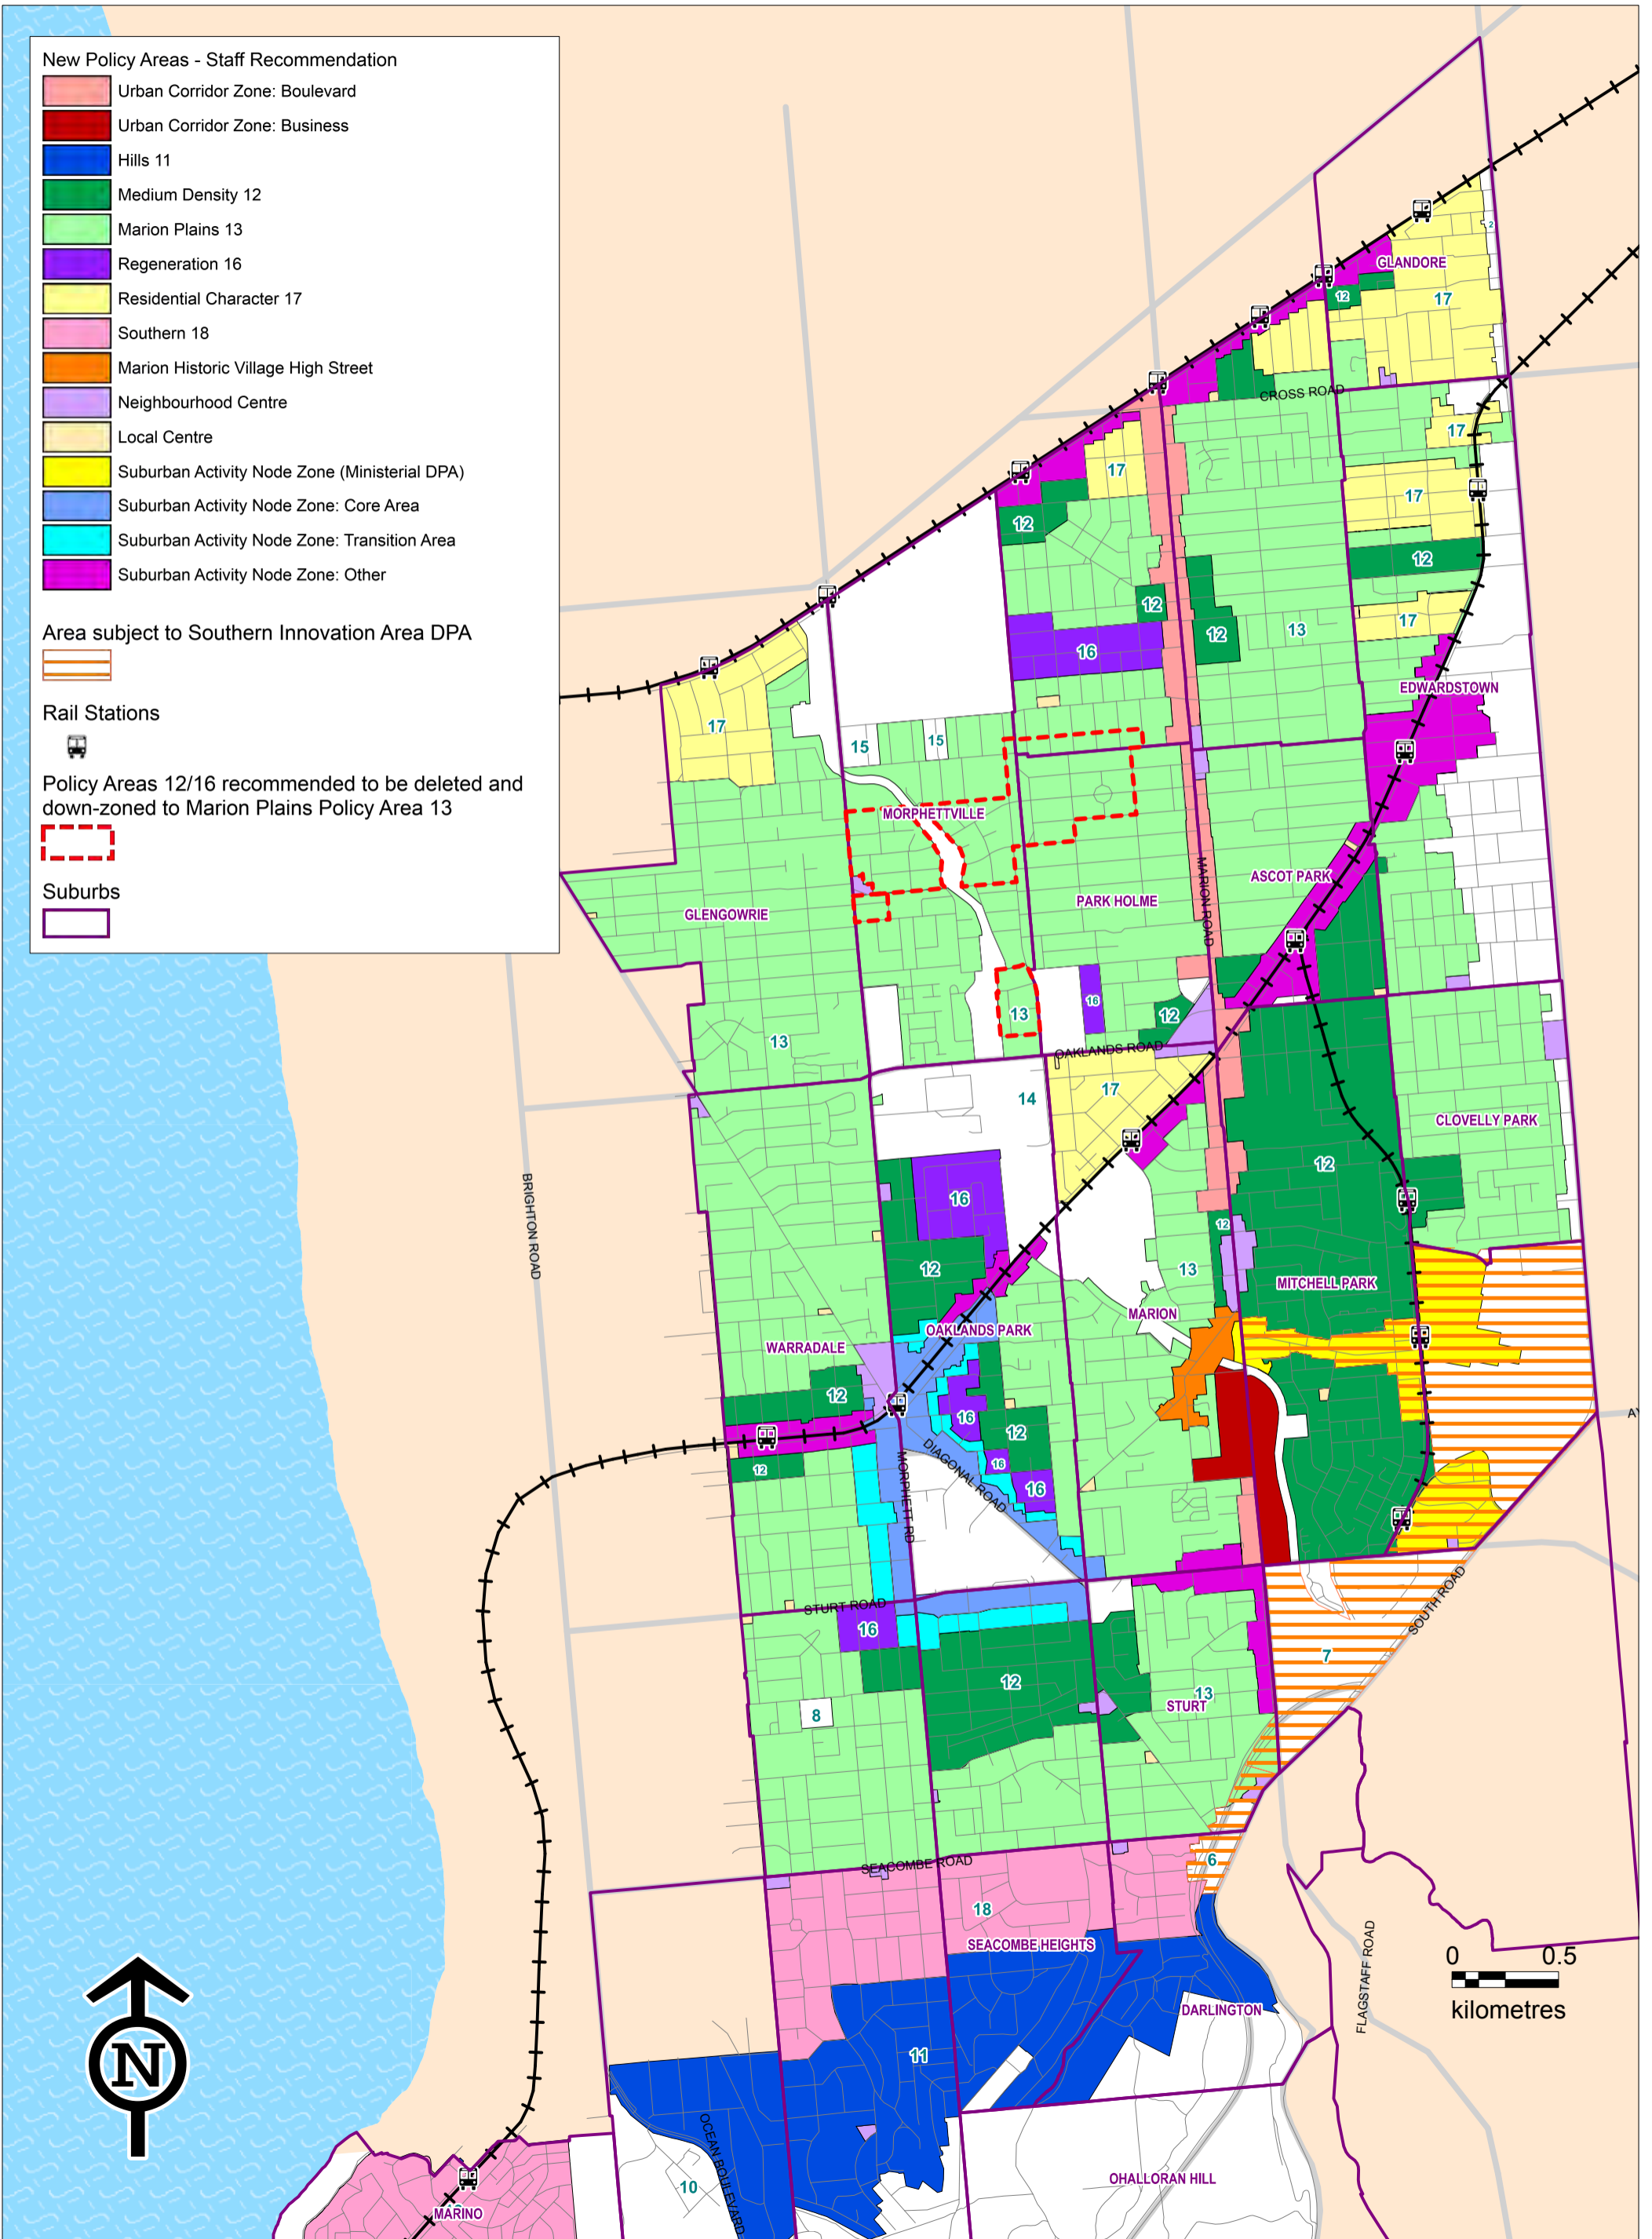 New Policy Areas - Staff Recommendation
Urban Corridor Zone: Boulevard
Urban Corridor Zone: Business
Hills 11
Medium Density 12
Marion Plains 13
Regeneration 16
Residential Character 17
Southern 18
Marion Historic Village High Street
Neighbourhood Centre
Local Centre
Suburban Activity Node Zone (Ministerial DPA)
Suburban Activity Node Zone: Core Area
Suburban Activity Node Zone: Transition Area
Suburban Activity Node Zone: Other
Area subject to Southern Innovation Area DPA
Rail Stations
Policy Areas 12/16 recommended to be deleted and
down-zoned to Marion Plains Policy Area 13
Suburbs
2
GLANDORE
12
17
CROSS ROAD
17
17
17
12
12
12
17
12
13
16
EDWARDSTOWN
17
15
15
MORPHETTVILLE
MARION ROAD
ASCOT PARK
PARK HOLME
GLENGOWRIE
16
13
12
13
OAKLANDS ROAD
17
14
CLOVELLY PARK
12
BRIGHTON ROAD
16
12
12
13
MITCHELL PARK
MARION
OAKLANDS PARK
WARRADALE
12
16
12
12
16
16
DIAGONAL ROAD
MORPHETT RD
STURT ROAD
16
SOUTH ROAD
7
12
13
STURT
8
6
SEACOMBE ROAD
18
SEACOMBE HEIGHTS
FLAGSTAFF ROAD
0 0.5
kilometres
DARLINGTON
11
N
OCEAN BOULEVARD
10
OHALLORAN HILL
MARINO